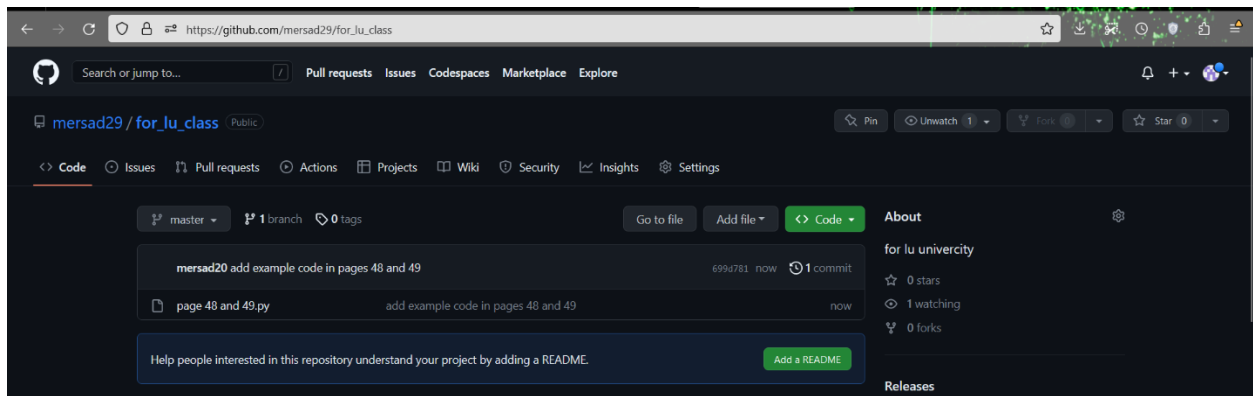 https://github.com/mersad29/for_lu_class
Search or jump to... / Pull requests Issues Codespaces Marketplace Explore
mersad29 / for_lu_class Public Pin Unwatch 1 Fork 0 Star 0
Code Issues Pull requests Actions Projects Wiki Security Insights Settings
master 1 branch 0 tags Go to file Add file Code
mersad20 add example code in pages 48 and 49 699d781 now 1 commit
page 48 and 49.py add example code in pages 48 and 49 now
Help people interested in this repository understand your project by adding a README. Add a README
About
for lu univercity
0 stars
1 watching
0 forks
Releases